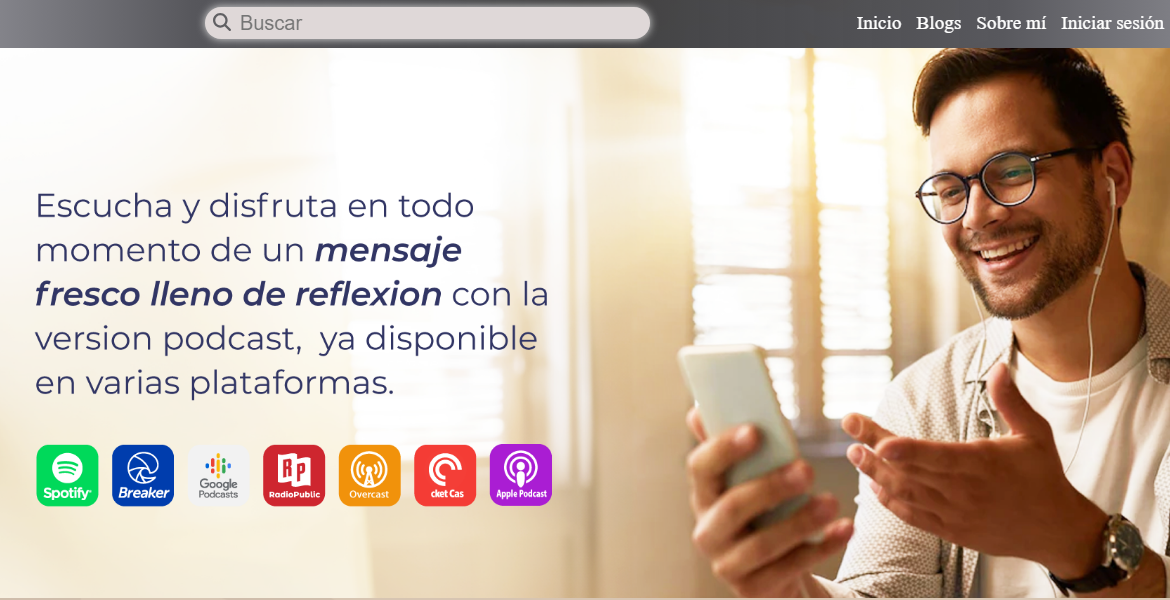 Buscar
Inicio Blogs Sobre mí Iniciar sesión
Escucha y disfruta en todo
momento de un mensaje
fresco lleno de reflexion con la
version podcast, ya disponible
en varias plataformas.
Spotify
Breaker
Google
Podcasts
RP
RadioPublic
Overcast
cket Cas
Apple Podcast